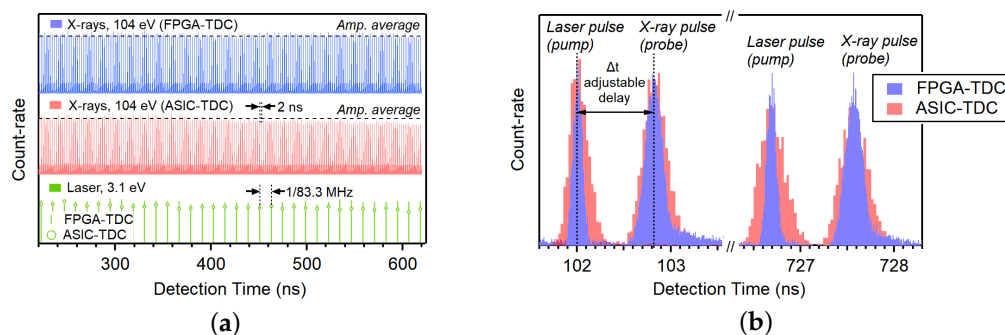 (a)
X-rays, 104 eV (FPGA-TDC)
Amp. average
X-rays, 104 eV (ASIC-TDC)
Amp. average
2 ns
Laser, 3.1 eV
1/83.3 MHz
FPGA-TDC
ASIC-TDC
Count-rate
300
400
500
600
Detection Time (ns)
(a)
(b)
//
Laser pulse
(pump)
X-ray pulse
(probe)
Δt
adjustable
delay
Laser pulse
(pump)
X-ray pulse
(probe)
FPGA-TDC
ASIC-TDC
Count-rate
102
103
//
727
728
Detection Time (ns)
(b)